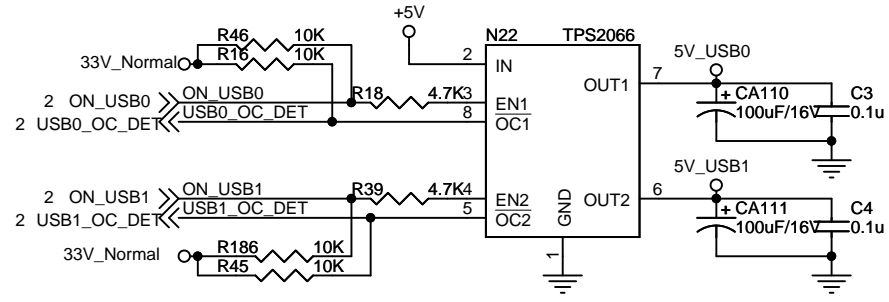 +5V
R46 10K
N22 TPS2066
R16 10K
5V_USB0
33V_Normal
2 IN
7 OUT1
2 ON_USB0 ON_USB0 R18 4.7K 3 EN1
CA110 C3
+ 100uF/16V 0.1u
2 USB0_OC_DET USB0_OC_DET 8 OC1
5V_USB1
2 ON_USB1 ON_USB1 R39 4.7K 4 EN2
OUT2 6
2 USB1_OC_DET USB1_OC_DET 5 OC2
GND
CA111 C4
+ 100uF/16V 0.1u
33V_Normal
R186 10K
R45 10K
1